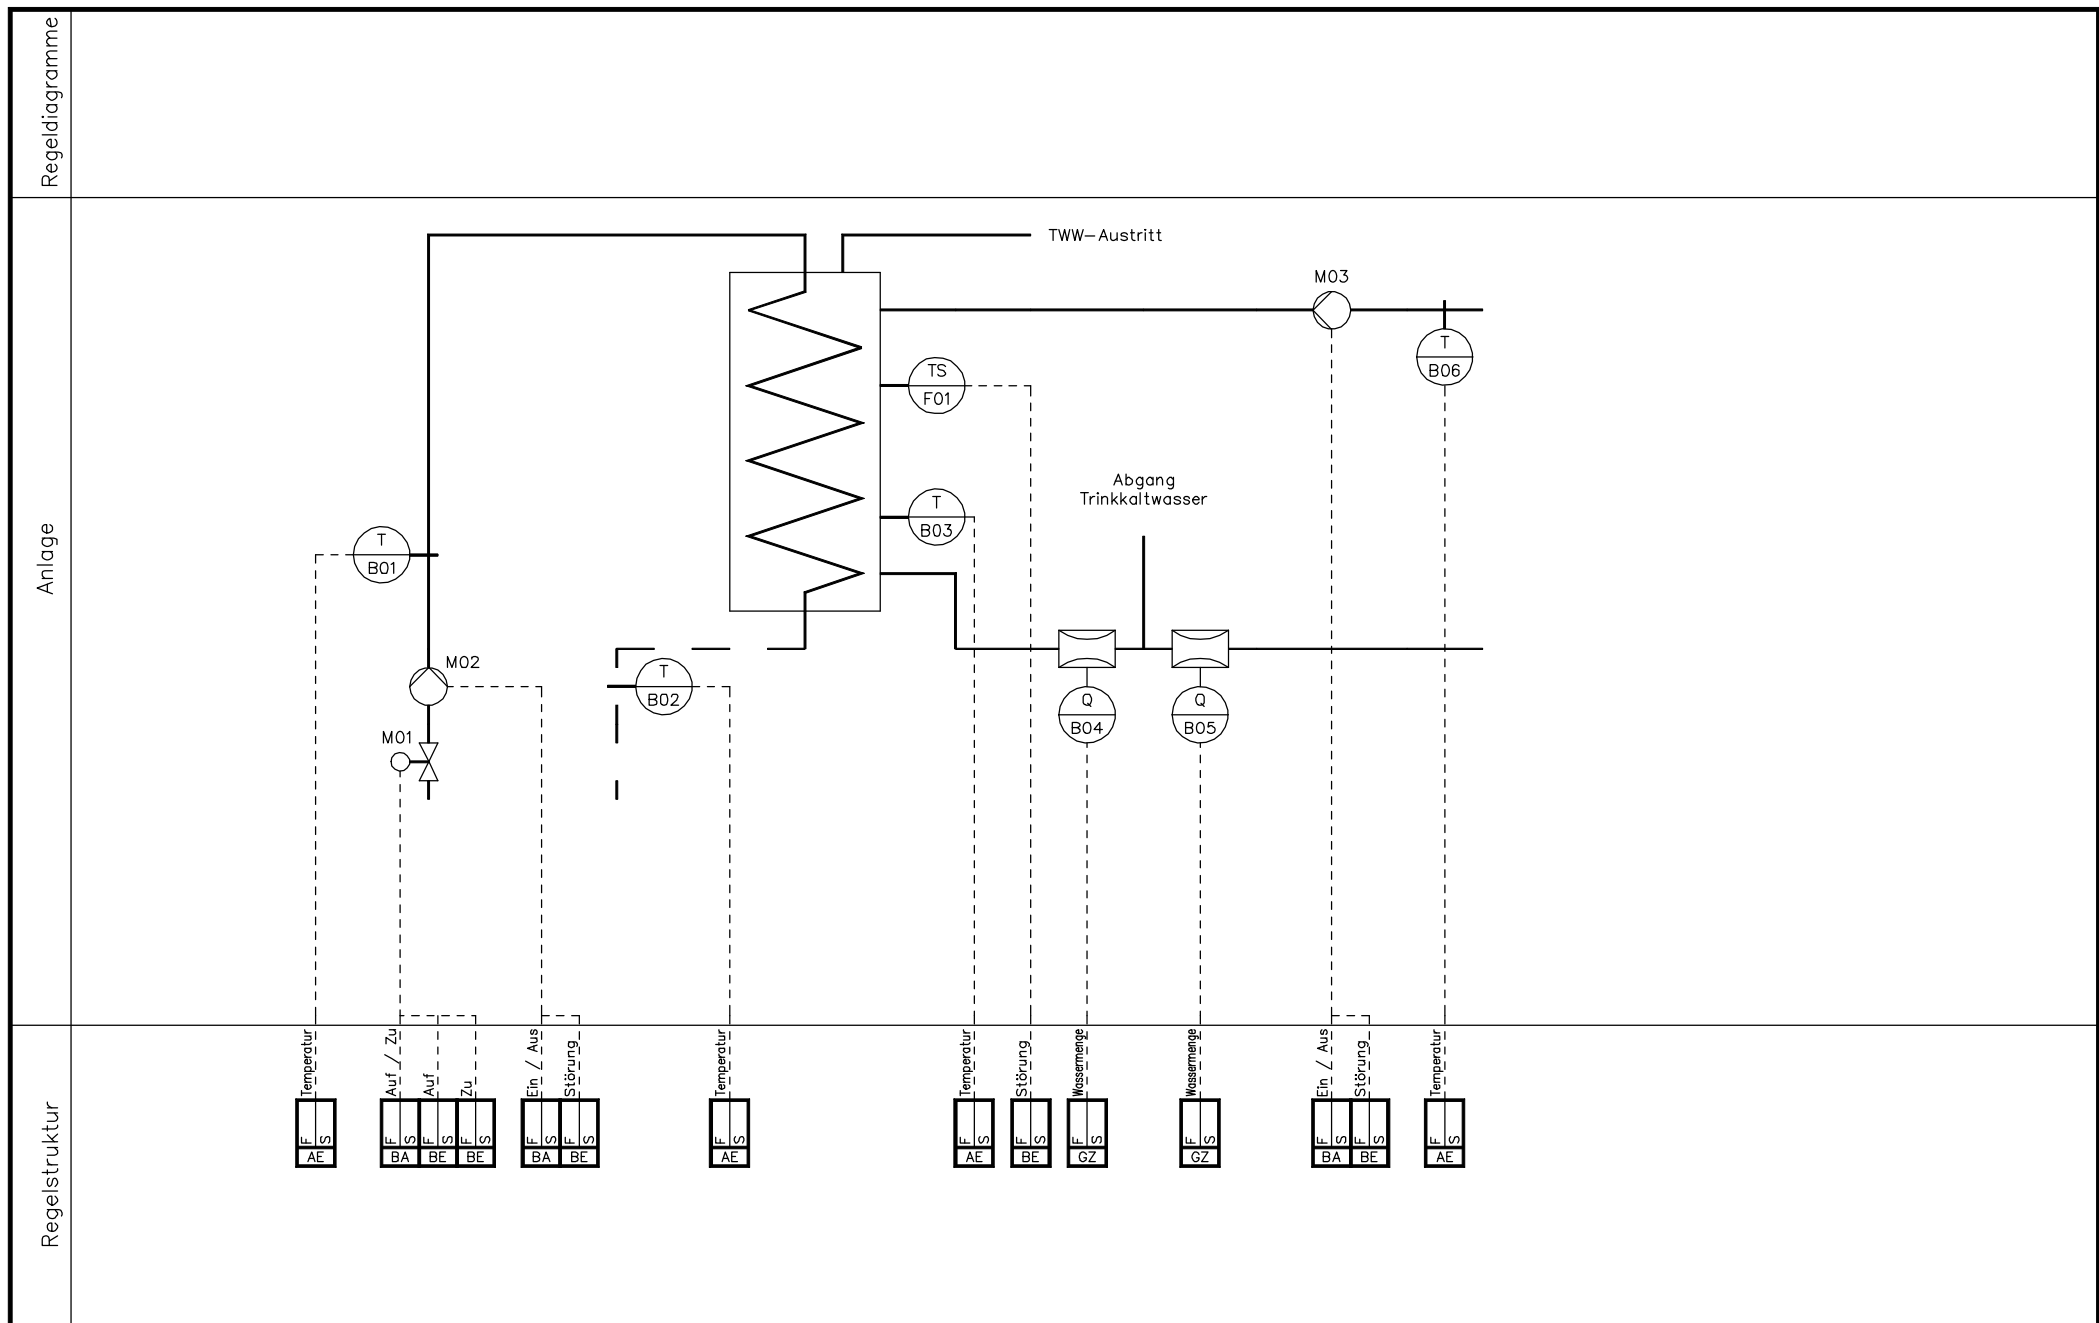 Regeldiagramme
TWW-Austritt
M03
T
B06
TS
F01
Abgang
Trinkkaltwasser
T
B03
Anlage
T
B01
M02
T
B02
Q
B04
Q
B05
M01
Temperatur
Auf / Zu
Auf
Zu
Ein / Aus
Störung
Temperatur
Temperatur
Störung
Wassermenge
Wassermenge
Ein / Aus
Störung
Temperatur
Regelstruktur
F S F S F S F S F S F S F S F S F S F S F S F S F S F S
AE BA BE BE BA BE AE AE BE GZ GZ BA BE AE